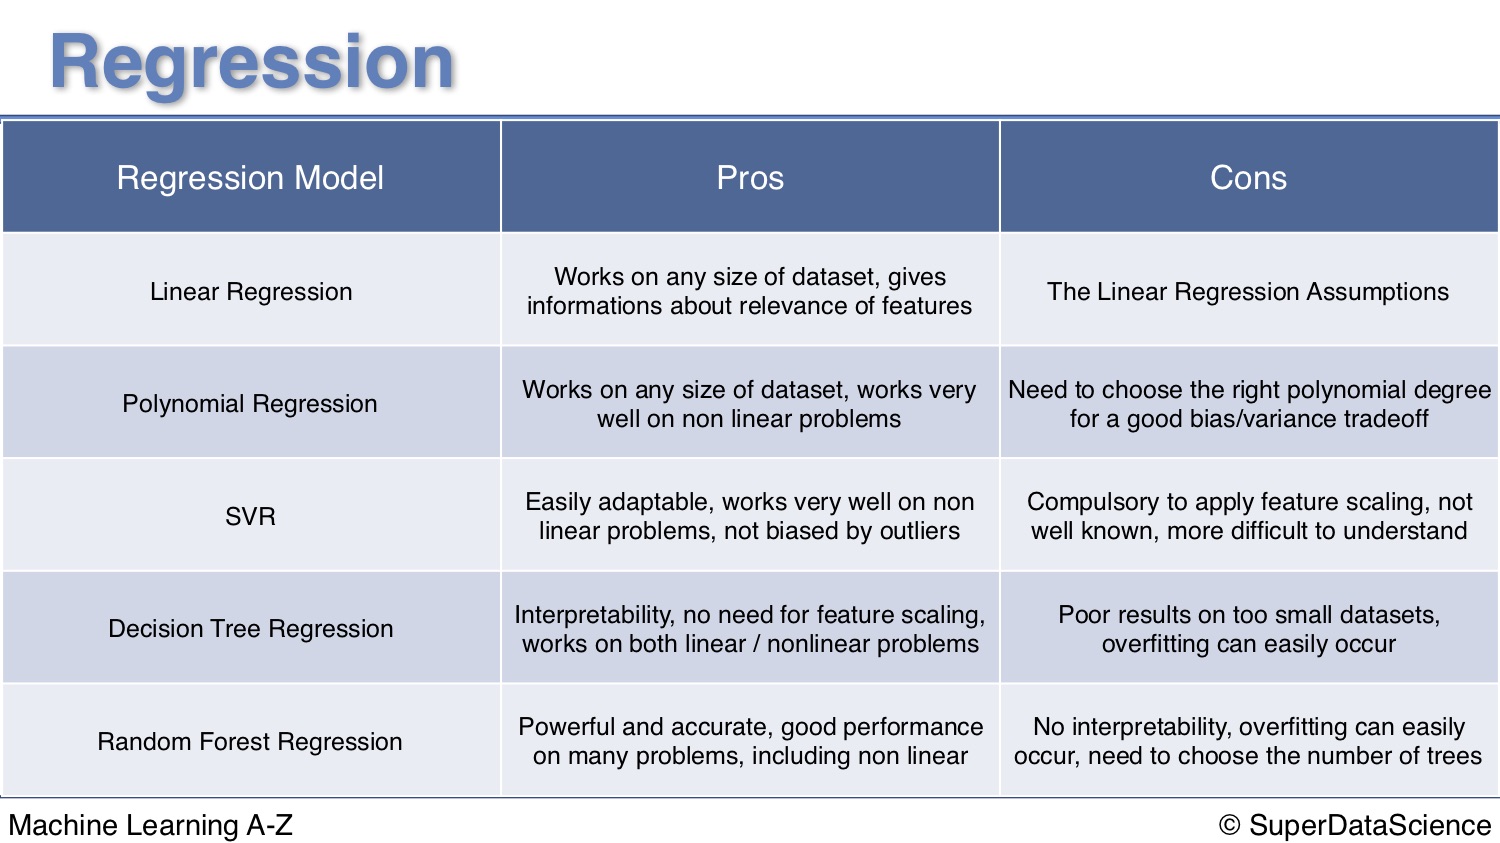 Regression
Regression Model
Pros
Cons
Linear Regression
Works on any size of dataset, gives
informations about relevance of features
The Linear Regression Assumptions
Polynomial Regression
Works on any size of dataset, works very
well on non linear problems
Need to choose the right polynomial degree
for a good bias/variance tradeoff
SVR
Easily adaptable, works very well on non
linear problems, not biased by outliers
Compulsory to apply feature scaling, not
well known, more difficult to understand
Decision Tree Regression
Interpretability, no need for feature scaling,
works on both linear / nonlinear problems
Poor results on too small datasets,
overfitting can easily occur
Random Forest Regression
Powerful and accurate, good performance
on many problems, including non linear
No interpretability, overfitting can easily
occur, need to choose the number of trees
Machine Learning A-Z
© SuperDataScience